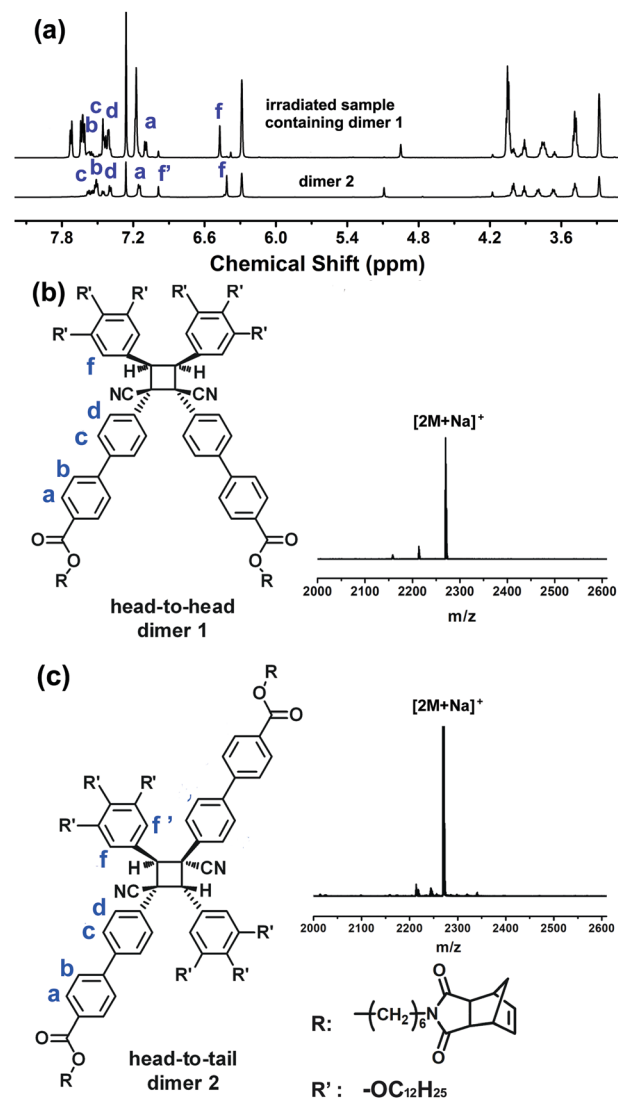 (a)
c
d
b
a
f
irradiated sample
containing dimer 1
c
b
d
a
f'
f
dimer 2
7.8 7.2 6.6 6.0 5.4 4.8 4.2 3.6
Chemical Shift (ppm)
(b)
R' R' R' R'
R' R'
f
H H
NC CN
d
c
b
a
O O
O O
R R
head-to-head
dimer 1
[2M+Na]+
2000 2100 2200 2300 2400 2500 2600
m/z
(c)
R
O
O
R' R'
R'
f '
f
H CN
NC H
d
c
R'
b
R' R'
a
O
O
R
head-to-tail
dimer 2
[2M+Na]+
2000 2100 2200 2300 2400 2500 2600
m/z
R: (CH2)6 N
O
O
R' : -OC12H25